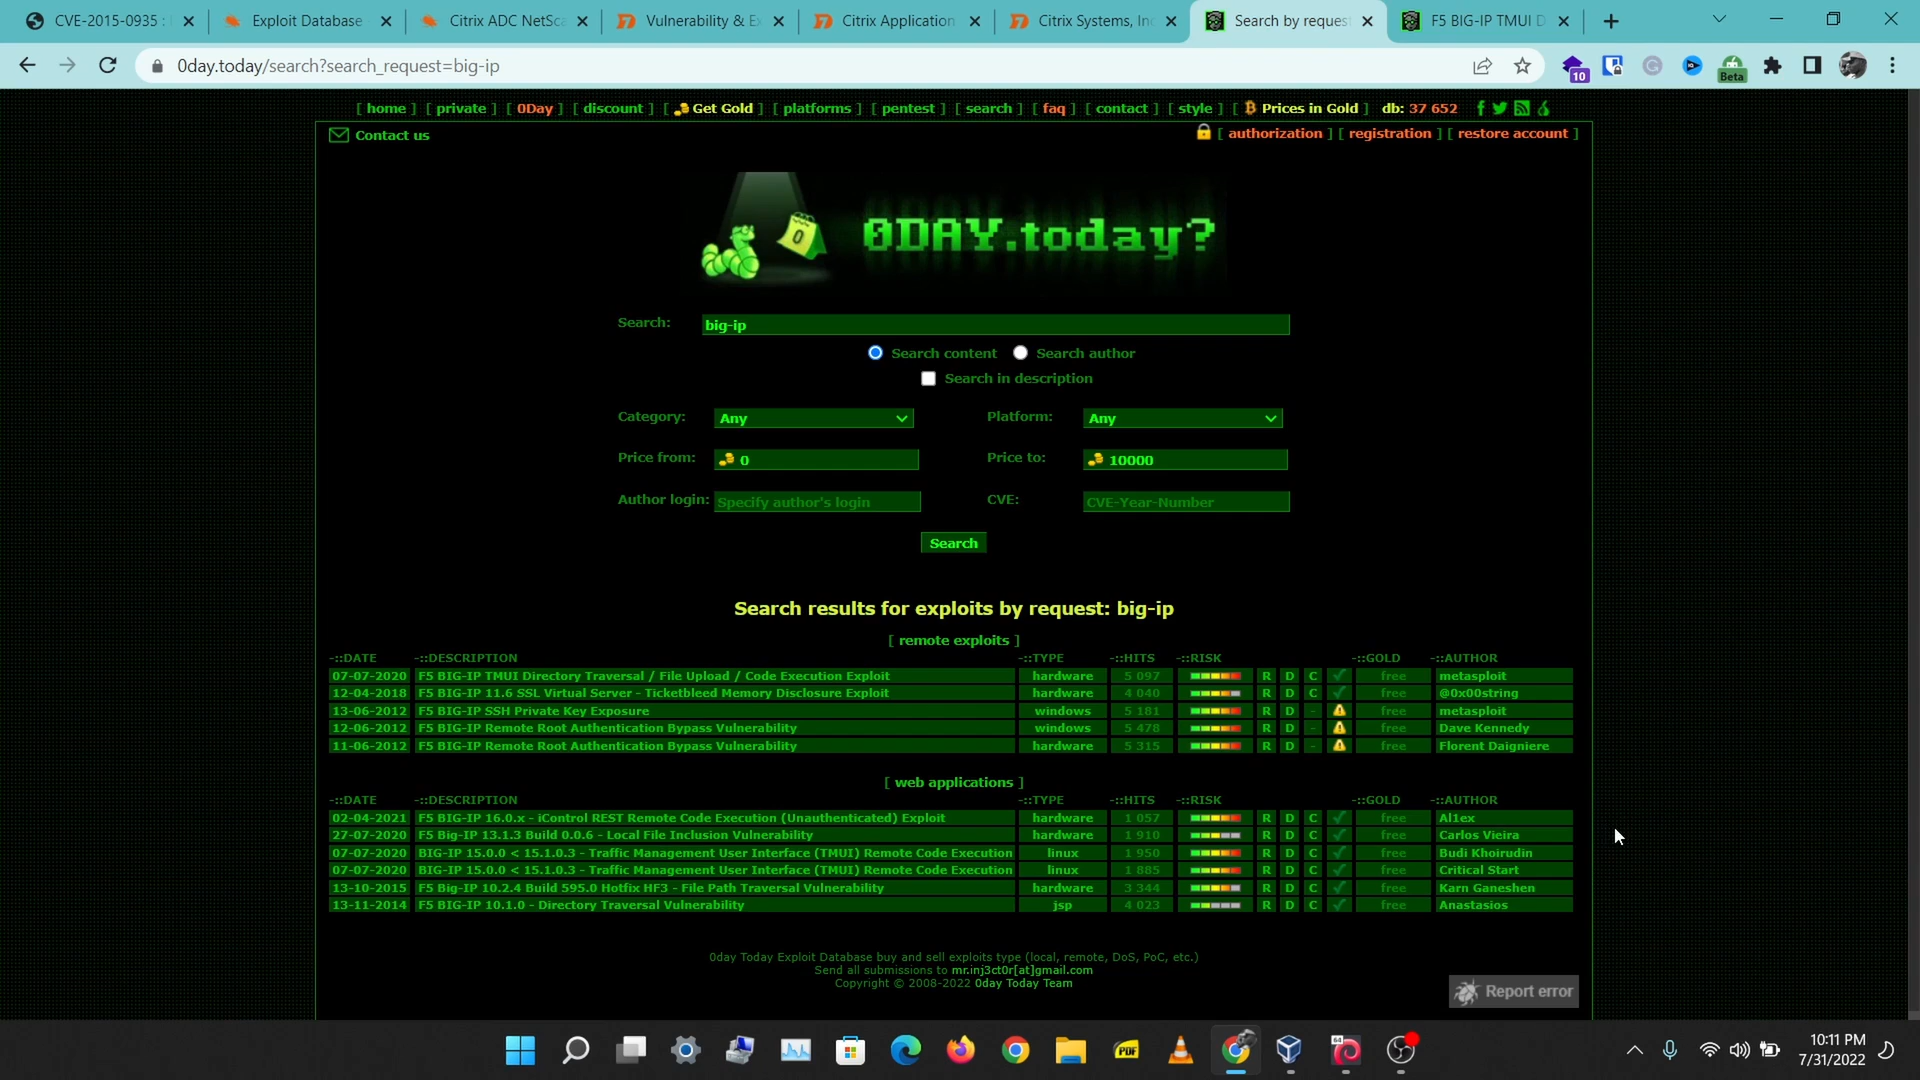 CVE-2015-0935 :
Exploit Database
Citrix ADC NetSca
Vulnerability & E
Citrix Application
Citrix Systems, Inc
Search by request
F5 BIG-IP TMUI D
0day.today/search?search_request=big-ip
10
Beta
[ home ] [ private ] [ 0Day ] [ discount ] [ Get Gold ] [ platforms ] [ pentest ] [ search ] [ faq ] [ contact ] [ style ] [ Prices in Gold ] db: 37 652
Contact us
[ authorization ] [ registration ] [ restore account ]
0
0DAY.today?
Search: big-ip
Search content Search author
Search in description
Category: Any Platform: Any
Price from: 0 Price to: 10000
Author login: Specify author's login CVE: CVE-Year-Number
Search
Search results for exploits by request: big-ip
[ remote exploits ]
-::DATE -::DESCRIPTION -::TYPE -::HITS -::RISK -::GOLD -::AUTHOR
07-07-2020 F5 BIG-IP TMUI Directory Traversal / File Upload / Code Execution Exploit hardware 5 097 R D C free metasploit
12-04-2018 F5 BIG-IP 11.6 SSL Virtual Server - Ticketbleed Memory Disclosure Exploit hardware 4 040 R D C free @0x00string
13-06-2012 F5 BIG-IP SSH Private Key Exposure windows 5 181 R D - free metasploit
12-06-2012 F5 BIG-IP Remote Root Authentication Bypass Vulnerability windows 5 478 R D - free Dave Kennedy
11-06-2012 F5 BIG-IP Remote Root Authentication Bypass Vulnerability hardware 5 315 R D - free Florent Daigniere
[ web applications ]
-::DATE -::DESCRIPTION -::TYPE -::HITS -::RISK -::GOLD -::AUTHOR
02-04-2021 F5 BIG-IP 16.0.x - iControl REST Remote Code Execution (Unauthenticated) Exploit hardware 1 057 R D C free Al1ex
27-07-2020 F5 Big-IP 13.1.3 Build 0.0.6 - Local File Inclusion Vulnerability hardware 1 910 R D C free Carlos Vieira
07-07-2020 BIG-IP 15.0.0 < 15.1.0.3 - Traffic Management User Interface (TMUI) Remote Code Execution linux 1 950 R D C free Budi Khoirudin
07-07-2020 BIG-IP 15.0.0 < 15.1.0.3 - Traffic Management User Interface (TMUI) Remote Code Execution linux 1 885 R D C free Critical Start
13-10-2015 F5 Big-IP 10.2.4 Build 595.0 Hotfix HF3 - File Path Traversal Vulnerability hardware 3 344 R D C free Karn Ganeshen
13-11-2014 F5 BIG-IP 10.1.0 - Directory Traversal Vulnerability jsp 4 023 R D C free Anastasios
0day Today Exploit Database buy and sell exploits type (local, remote, DoS, PoC, etc.)
Send all submissions to mr.inj3ct0r[at]gmail.com
Copyright © 2008-2022 0day Today Team
Report error
PDF
64
10:11 PM
7/31/2022